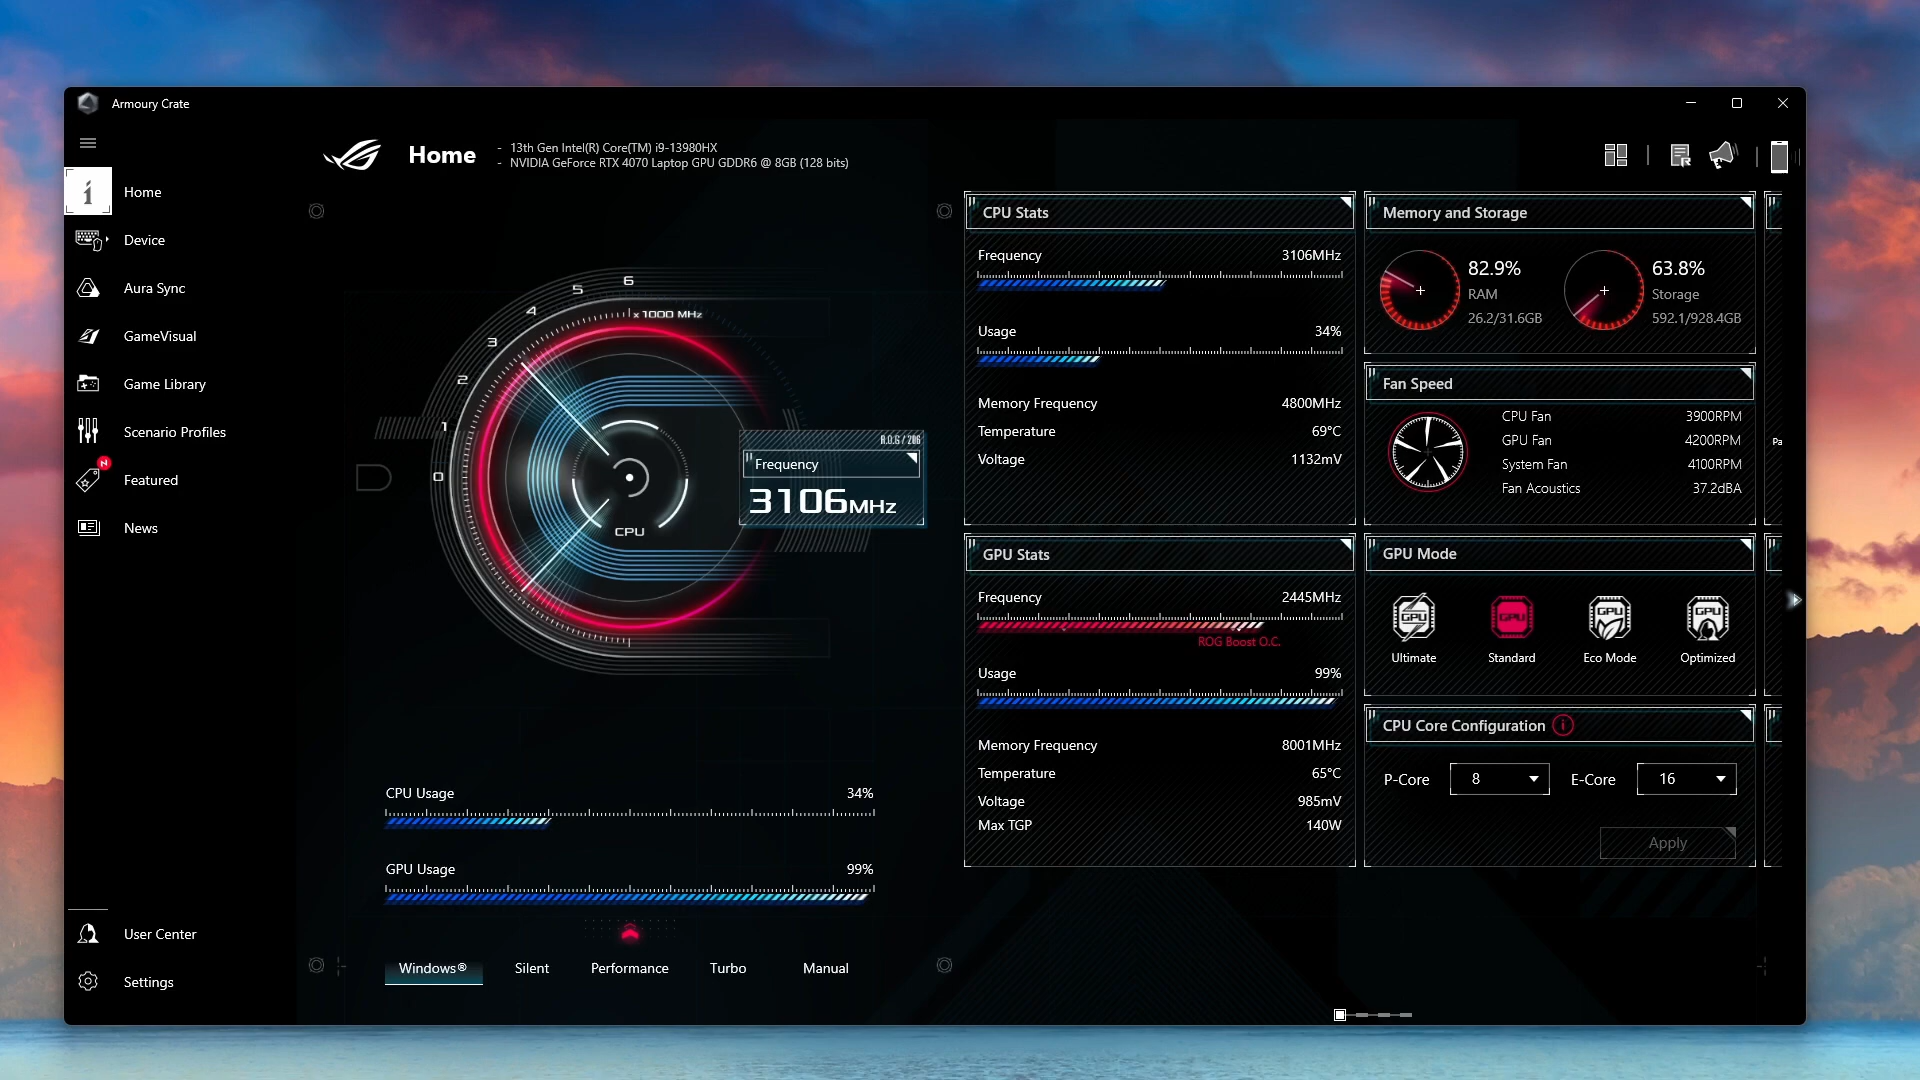 Armoury Crate
Home
- 13th Gen Intel(R) Core(TM) i9-13980HX
- NVIDIA GeForce RTX 4070 Laptop GPU GDDR6 @ 8GB (128 bits)
Home
Device
Aura Sync
GameVisual
Game Library
Scenario Profiles
Featured
News
User Center
Settings
6
5
4
3
2
1
0
x 1000 MHz
CPU
R.O.G / 206
Frequency
3106MHz
CPU Usage 34%
GPU Usage 99%
Windows® Silent Performance Turbo Manual
CPU Stats
Frequency 3106MHz
Usage 34%
Memory Frequency 4800MHz
Temperature 69°C
Voltage 1132mV
GPU Stats
Frequency 2445MHz
ROG Boost O.C.
Usage 99%
Memory Frequency 8001MHz
Temperature 65°C
Voltage 985mV
Max TGP 140W
Memory and Storage
82.9%
RAM
26.2/31.6GB
63.8%
Storage
592.1/928.4GB
Fan Speed
CPU Fan 3900RPM
GPU Fan 4200RPM
System Fan 4100RPM
Fan Acoustics 37.2dBA
GPU Mode
GPU GPU GPU GPU
Ultimate Standard Eco Mode Optimized
CPU Core Configuration
P-Core 8 E-Core 16
Apply
Pa